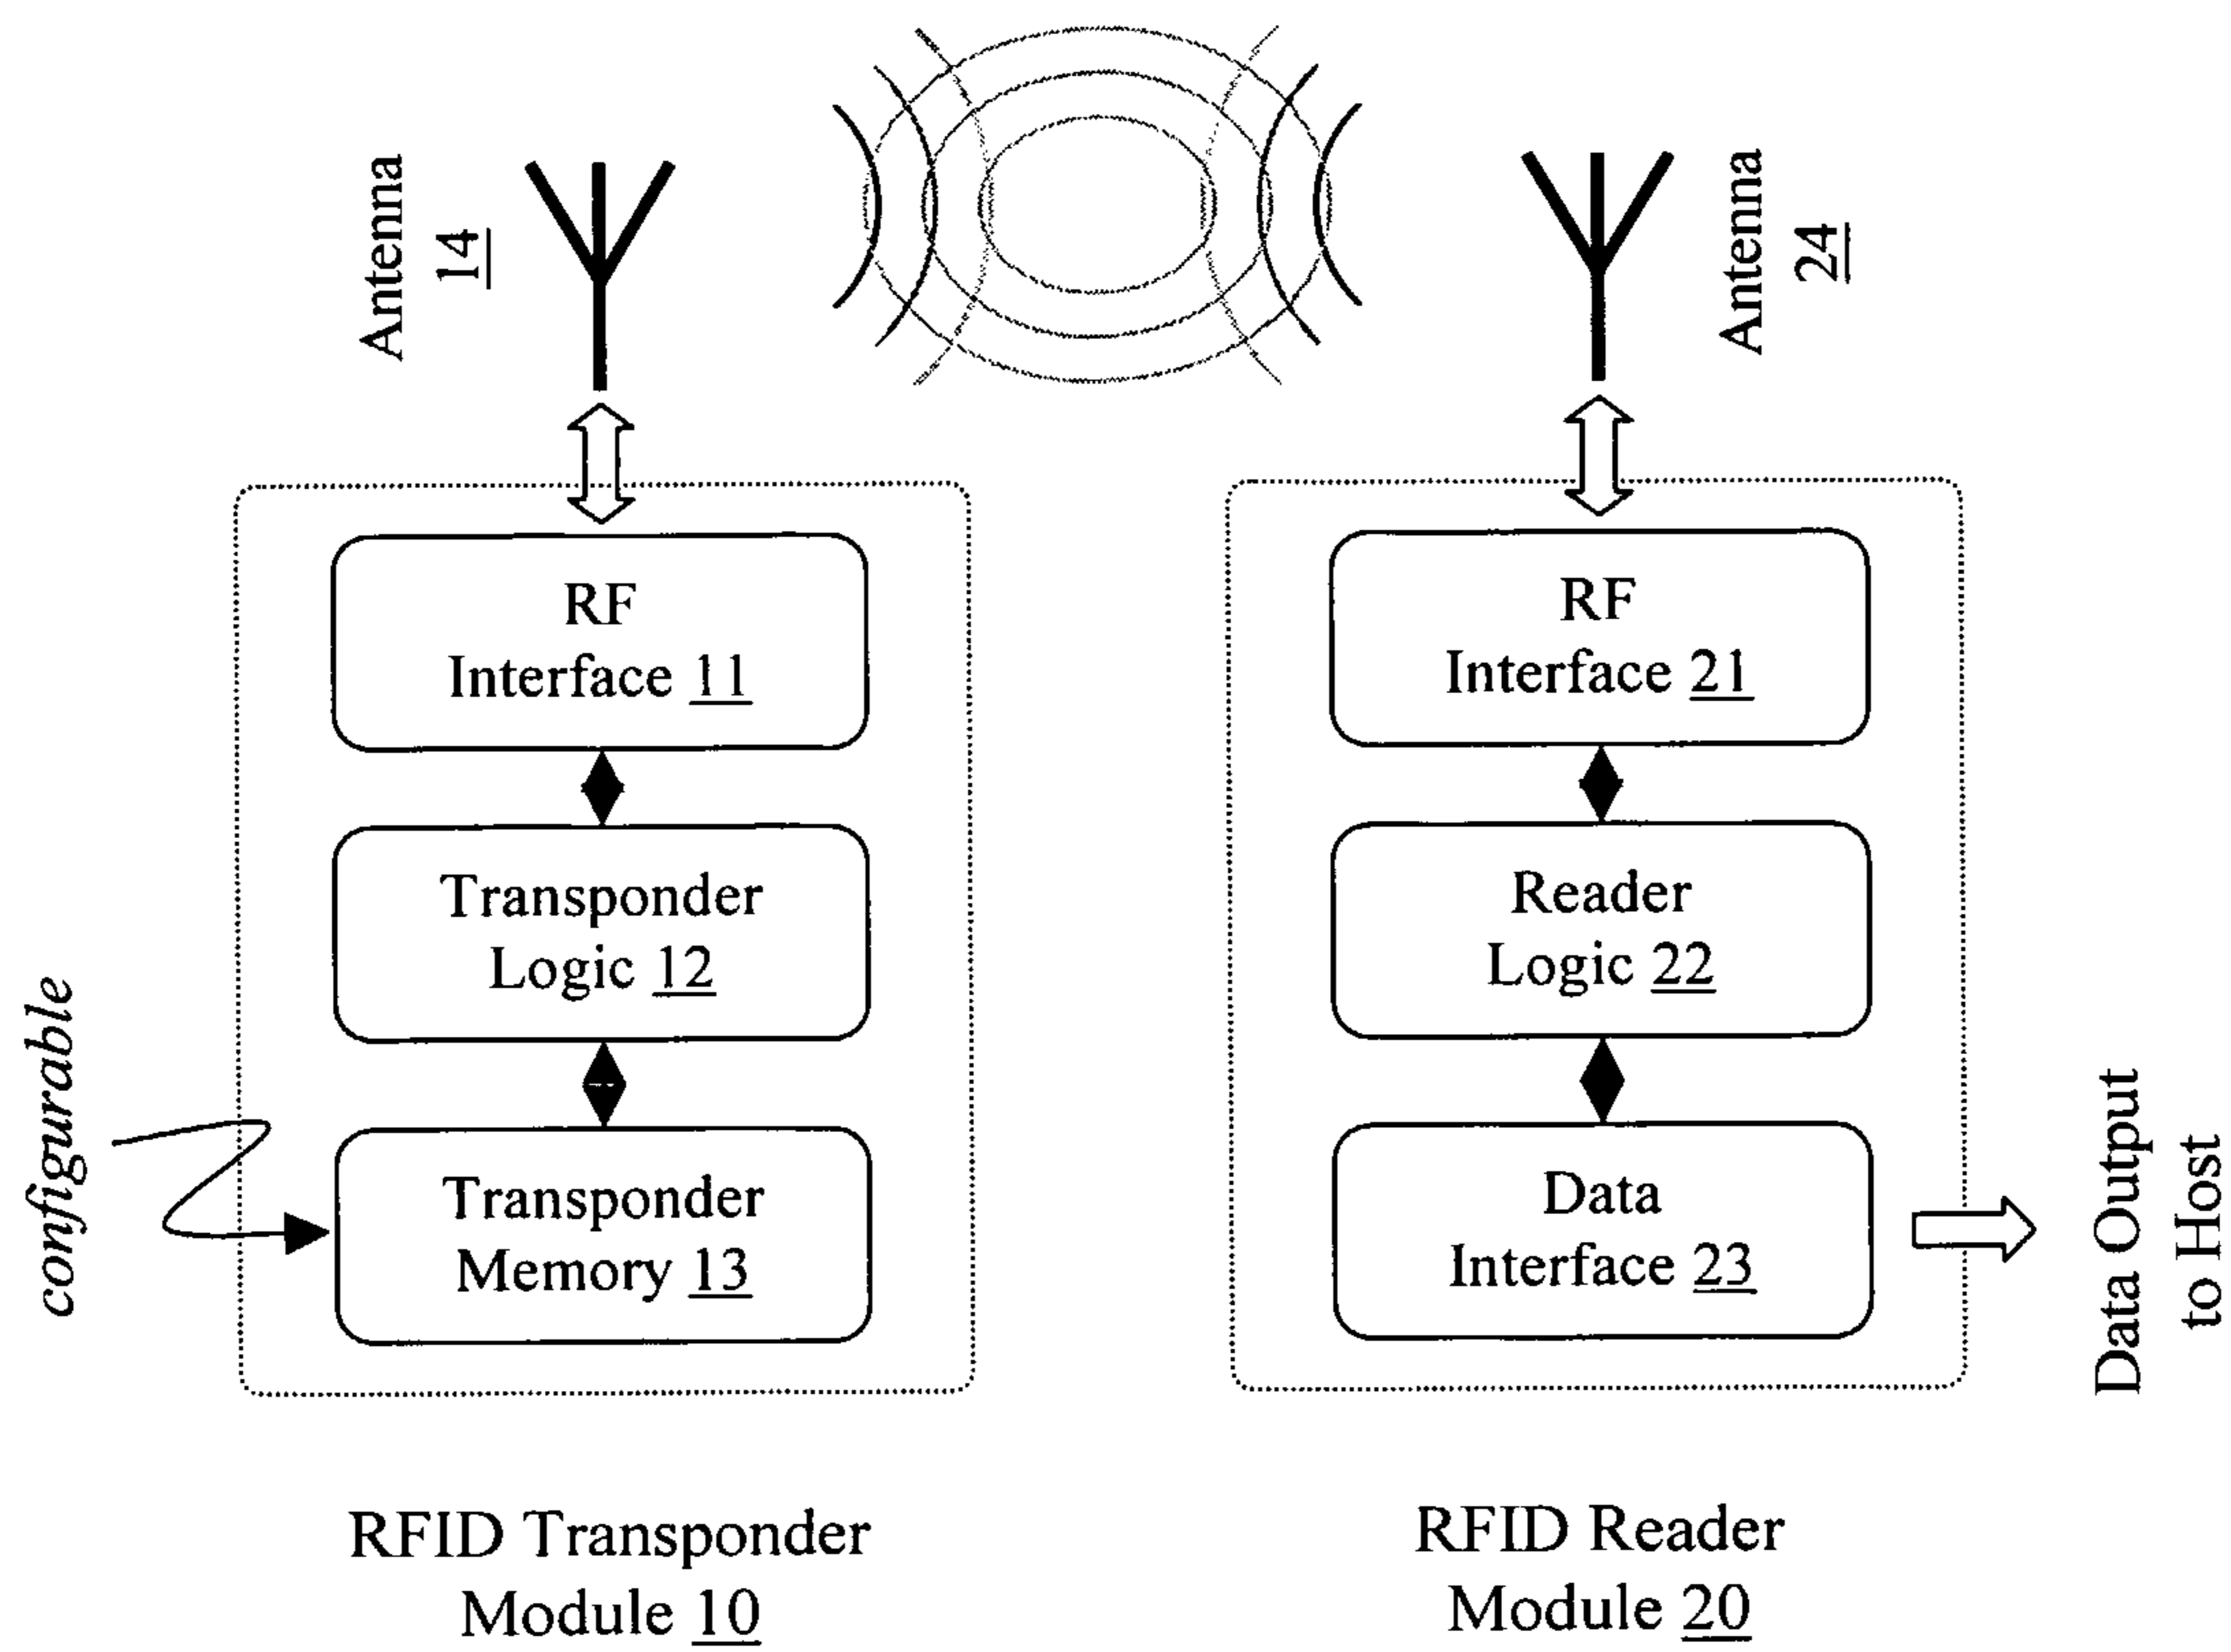 Antenna
14
Antenna
24
RF
Interface 11
RF
Interface 21
Transponder
Logic 12
Reader
Logic 22
configurable
Transponder
Memory 13
Data
Interface 23
Data Output
to Host
RFID Transponder
Module 10
RFID Reader
Module 20